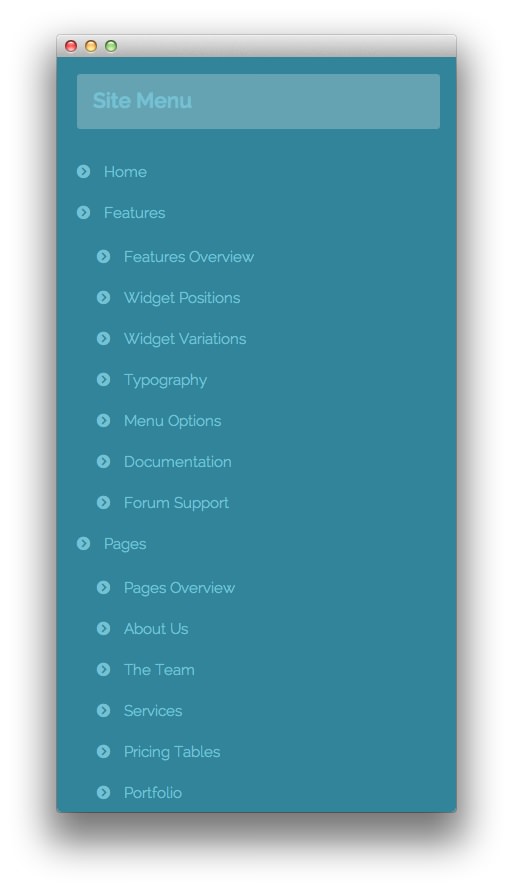 Site Menu
Home
Features
Features Overview
Widget Positions
Widget Variations
Typography
Menu Options
Documentation
Forum Support
Pages
Pages Overview
About Us
The Team
Services
Pricing Tables
Portfolio